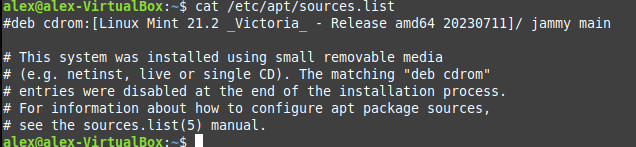 alex@alex-VirtualBox:~$ cat /etc/apt/sources.list
#deb cdrom:[Linux Mint 21.2 _Victoria_ - Release amd64 20230711]/ jammy main

# This system was installed using small removable media
# (e.g. netinst, live or single CD). The matching "deb cdrom"
# entries were disabled at the end of the installation process.
# For information about how to configure apt package sources,
# see the sources.list(5) manual.
alex@alex-VirtualBox:~$